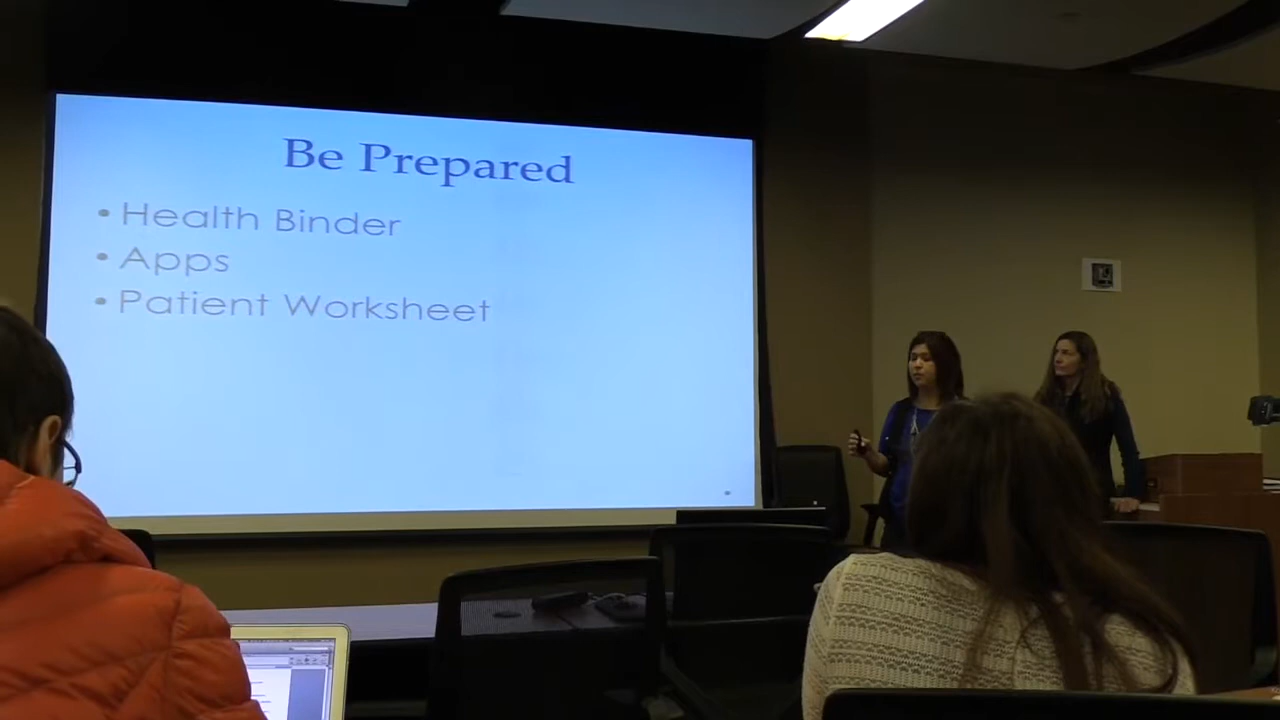 Be Prepared
• Health Binder
• Apps
• Patient Worksheet